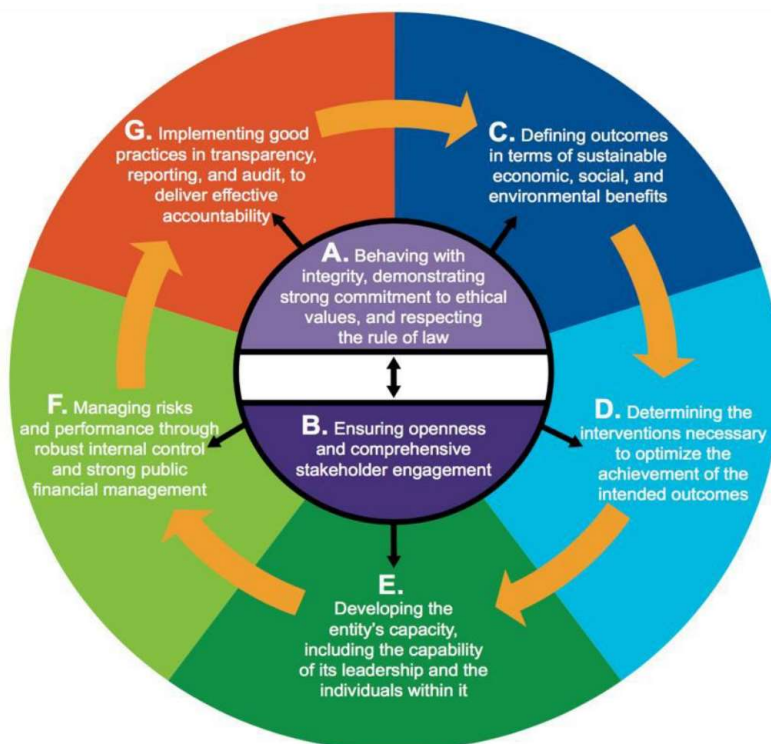 A. Behaving with
integrity, demonstrating
strong commitment to ethical
values, and respecting
the rule of law
B. Ensuring openness
and comprehensive
stakeholder engagement
C. Defining outcomes
in terms of sustainable
economic, social, and
environmental benefits
D. Determining the
interventions necessary
to optimize the
achievement of the
intended outcomes
E.
Developing the
entity's capacity,
including the capability
of its leadership and the
individuals within it
F. Managing risks
and performance through
robust internal control
and strong public
financial management
G. Implementing good
practices in transparency,
reporting, and audit, to
deliver effective
accountability